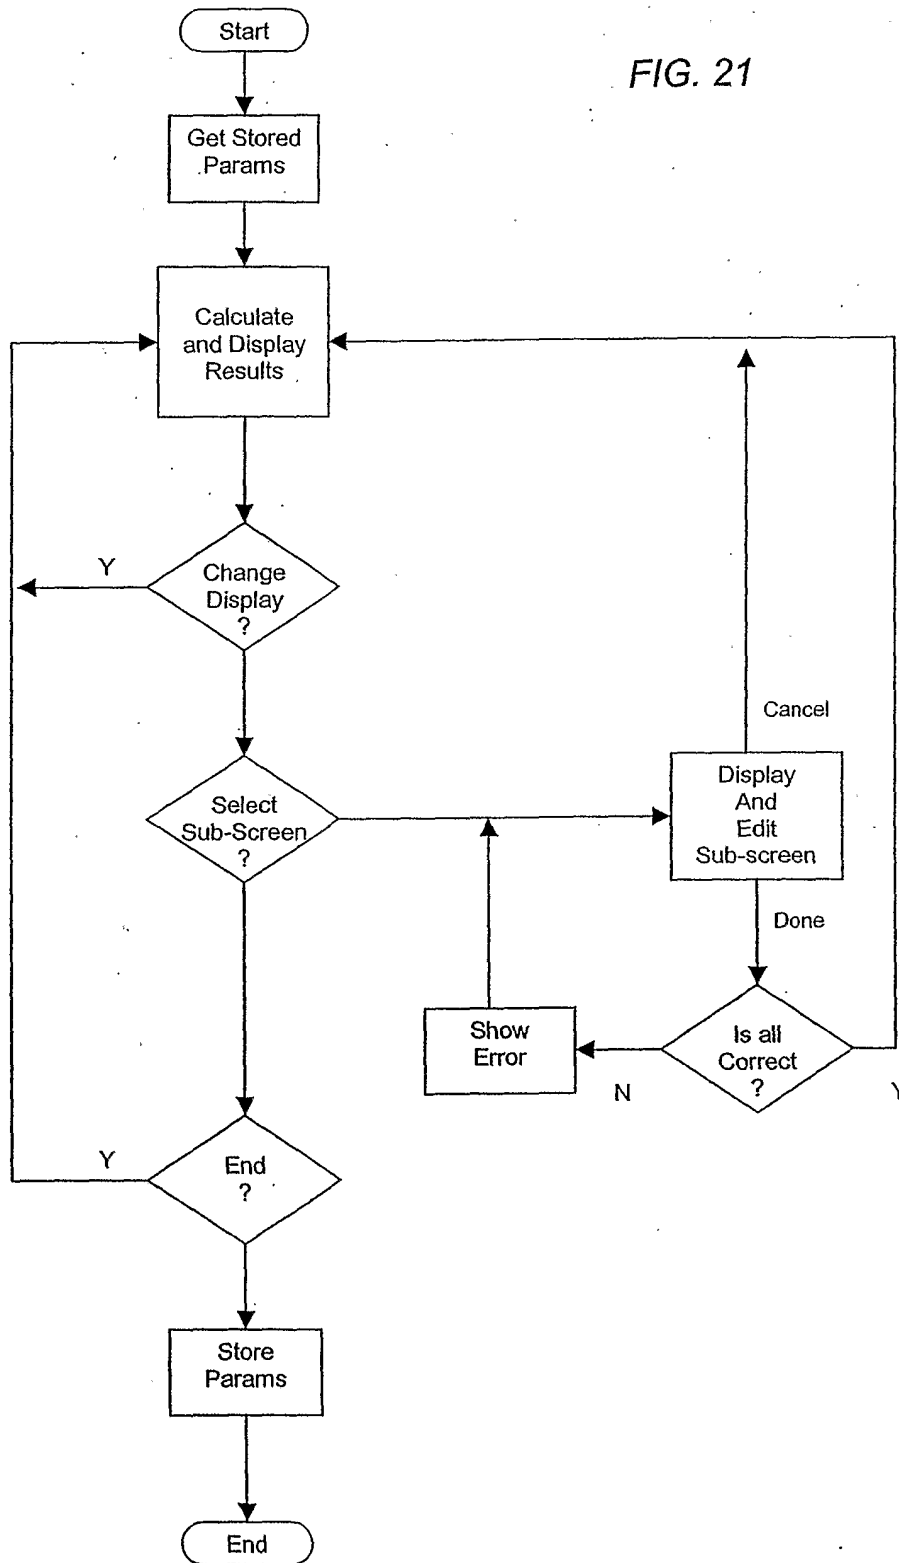 Start
FIG. 21
Get Stored
Params
Calculate
and Display
Results
Y
Change
Display
?
Cancel
Select
Sub-Screen
?
Display
And
Edit
Sub-screen
Done
Show
Error
Is all
Correct
?
N
Y
End
?
Store
Params
End